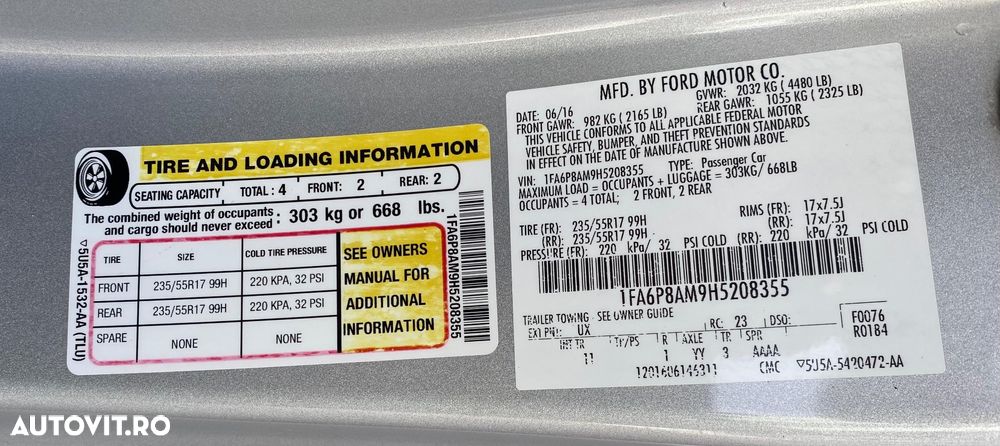 TIRE AND LOADING INFORMATION
SEATING CAPACITY TOTAL : 4 FRONT: 2 REAR: 2
The combined weight of occupants and cargo should never exceed : 303 kg or 668 lbs.
TIRE SIZE COLD TIRE PRESSURE
FRONT 235/55R17 99H 220 KPA, 32 PSI
REAR 235/55R17 99H 220 KPA, 32 PSI
SPARE NONE NONE
SEE OWNERS
MANUAL FOR
ADDITIONAL
INFORMATION
5U5A-1532-AA (TLU)
1FA6P8AM9H5208355
MFD. BY FORD MOTOR CO.
DATE: 06/16 GVWR: 2032 KG ( 4480 LB)
FRONT GAWR: 982 KG ( 2165 LB) REAR GAWR: 1055 KG ( 2325 LB)
THIS VEHICLE CONFORMS TO ALL APPLICABLE FEDERAL MOTOR
VEHICLE SAFETY, BUMPER, AND THEFT PREVENTION STANDARDS
IN EFFECT ON THE DATE OF MANUFACTURE SHOWN ABOVE.
VIN: 1FA6P8AM9H5208355 TYPE: Passenger Car
MAXIMUM LOAD = OCCUPANTS + LUGGAGE = 303KG/ 668LB
OCCUPANTS = 4 TOTAL; 2 FRONT, 2 REAR
TIRE (FR): 235/55R17 99H RIMS (FR): 17x7.5J
(RR): 235/55R17 99H (RR): 17x7.5J
PRESSURE (FR): 220 kPa/ 32 PSI COLD (RR): 220 kPa/ 32 PSI COLD
1FA6P8AM9H5208355
TRAILER TOWING - SEE OWNER GUIDE
EXT PNT: UX RC: 23 DSO: F0076
R0184
INT TR TP/PS R AXLE TR SPR
11 1 YY 3 AAAA
1201606146311 CMC 5U5A-5420472-AA
AUTOVIT.RO